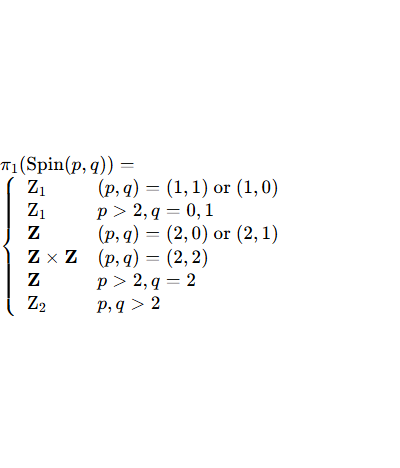 π₁(Spin(p, q)) =
Z₁ (p, q) = (1, 1) or (1, 0)
Z₁ p > 2, q = 0, 1
Z (p, q) = (2, 0) or (2, 1)
Z × Z (p, q) = (2, 2)
Z p > 2, q = 2
Z₂ p, q > 2